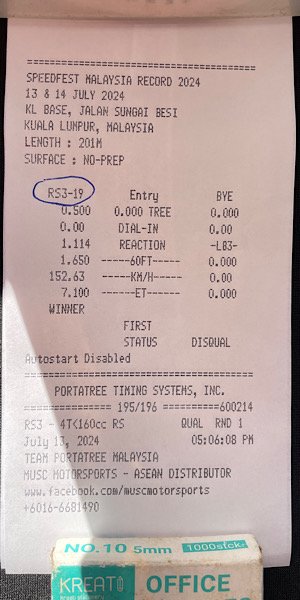 ================================
SPEEDFEST MALAYSIA RECORD 2024
13 & 14 JULY 2024
KL BASE, JALAN SUNGAI BESI
KUALA LUMPUR, MALAYSIA
LENGTH : 201M
SURFACE : NO-PREP
RS3-19 Entry BYE
0.500 0.000 TREE 0.000
0.00 DIAL-IN 0.00
1.114 REACTION -LB3-
1.650 ------60FT------ 0.000
152.63 ------KM/H------ 0.00
7.100 -------ET------- 0.000
WINNER
FIRST
STATUS DISQUAL
Autostart Disabled
================================
PORTATREE TIMING SYSTEMS, INC.
============ 195/196 ==========600214
RS3 - 4TK160cc RS QUAL RND 1
July 13, 2024 05:06:08 PM
TEAM PORTATREE MALAYSIA
MUSC MOTORSPORTS - ASEAN DISTRIBUTOR
www.facebook.com/muscmotorsports
+6016-6681490
NO.10 5mm 1000stcks
KREATO OFFICE